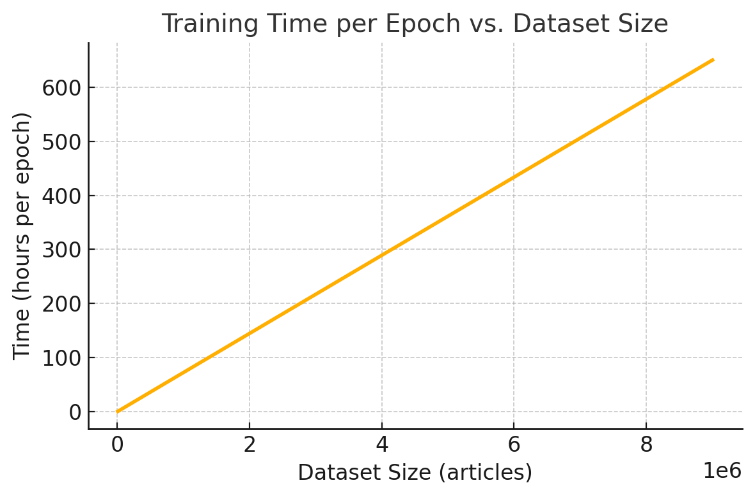 Training Time per Epoch vs. Dataset Size
Time (hours per epoch)
600
500
400
300
200
100
0
0 2 4 6 8
1e6
Dataset Size (articles)